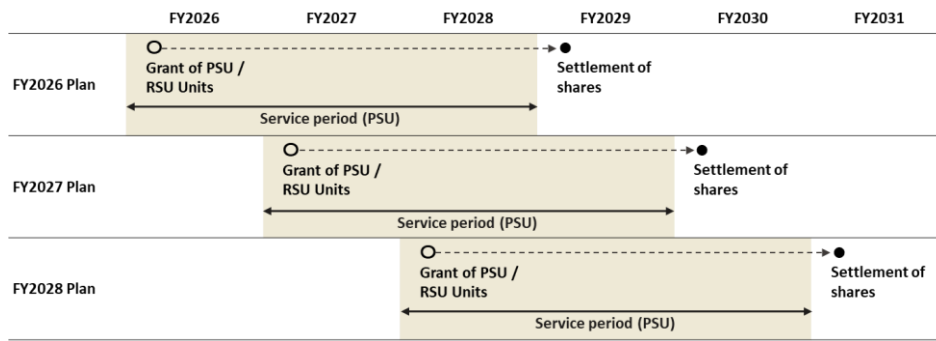 FY2026 FY2027 FY2028 FY2029 FY2030 FY2031
FY2026 Plan
Grant of PSU /
RSU Units
Settlement of
shares
Service period (PSU)
FY2027 Plan
Grant of PSU /
RSU Units
Settlement of
shares
Service period (PSU)
FY2028 Plan
Grant of PSU /
RSU Units
Settlement of
shares
Service period (PSU)